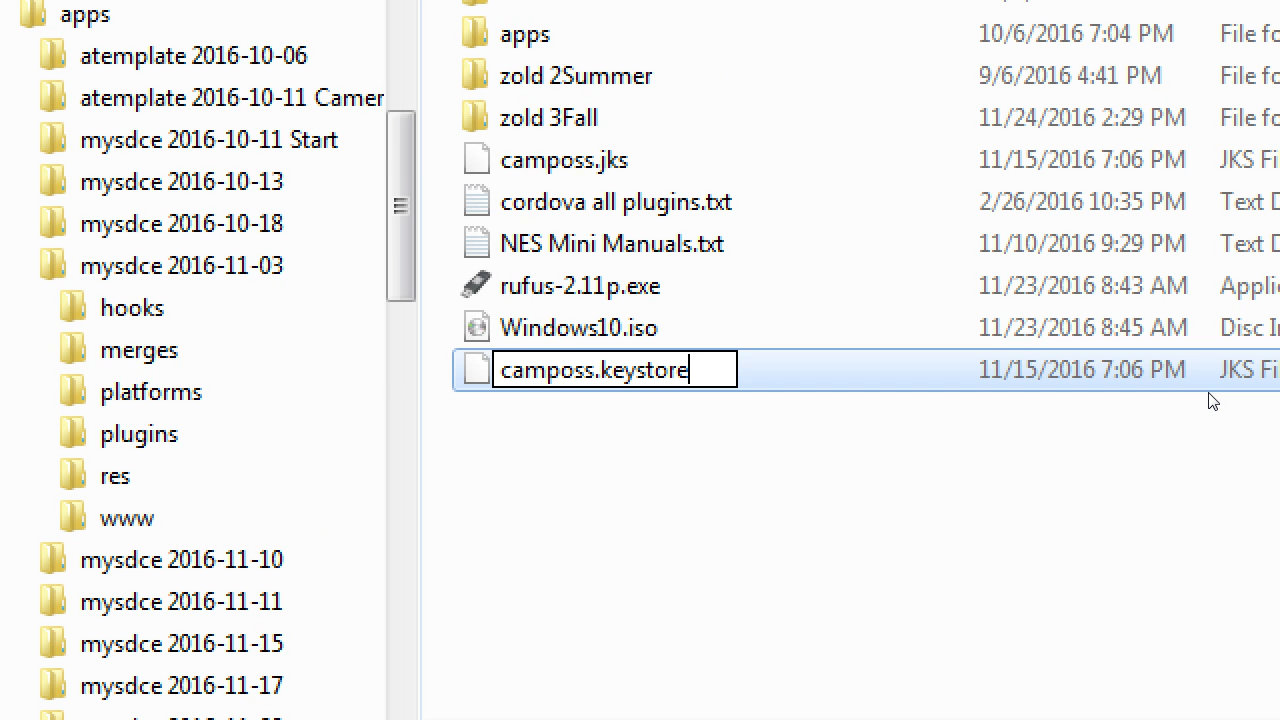 apps
atemplate 2016-10-06
atemplate 2016-10-11 Camer
mysdce 2016-10-11 Start
mysdce 2016-10-13
mysdce 2016-10-18
mysdce 2016-11-03
hooks
merges
platforms
plugins
res
www
mysdce 2016-11-10
mysdce 2016-11-11
mysdce 2016-11-15
mysdce 2016-11-17
apps 10/6/2016 7:04 PM File fo
zold 2Summer 9/6/2016 4:41 PM File fo
zold 3Fall 11/24/2016 2:29 PM File fo
camposs.jks 11/15/2016 7:06 PM JKS Fi
cordova all plugins.txt 2/26/2016 10:35 PM Text D
NES Mini Manuals.txt 11/10/2016 9:29 PM Text D
rufus-2.11p.exe 11/23/2016 8:43 AM Applic
Windows10.iso 11/23/2016 8:45 AM Disc I
camposs.keystore 11/15/2016 7:06 PM JKS Fi